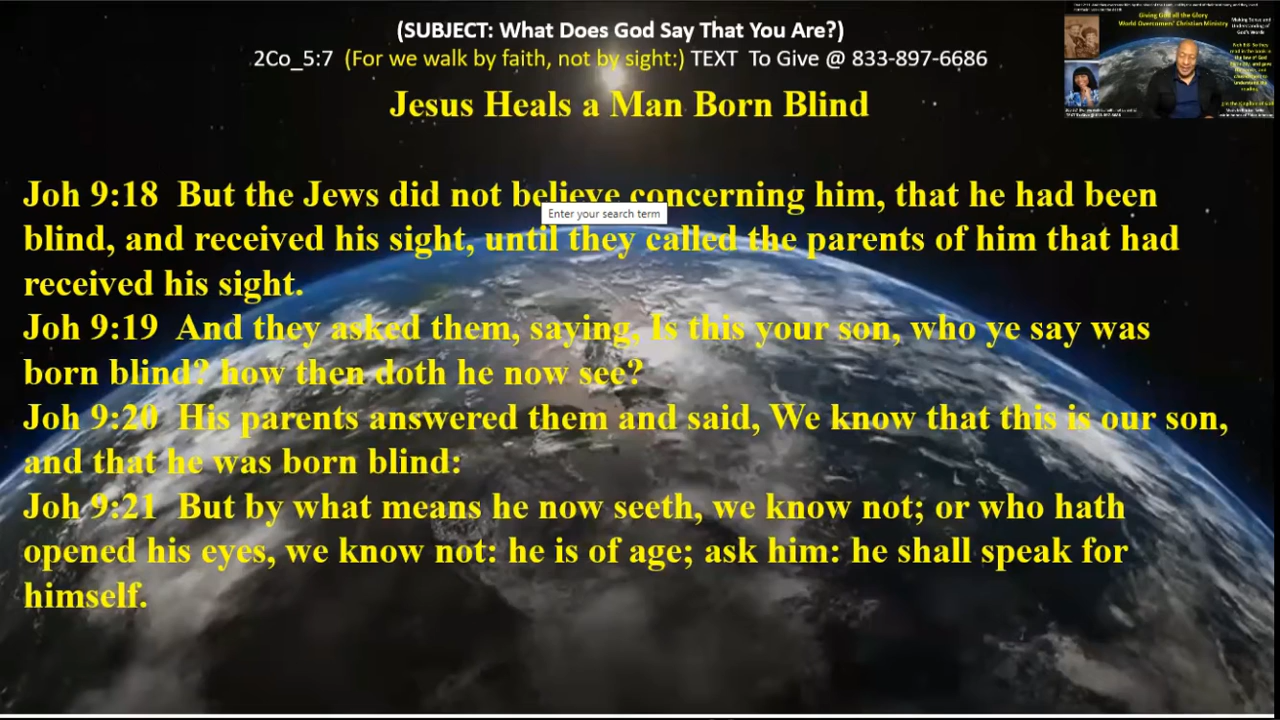 (SUBJECT: What Does God Say That You Are?)
2Co_5:7 (For we walk by faith, not by sight:) TEXT To Give @ 833-897-6686
Jesus Heals a Man Born Blind
Giving God all the Glory
World Overcomers' Christian Ministry
Making Sense and
Understanding of
God's Words
Joh 9:18 But the Jews did not believe concerning him, that he had been
Enter your search term
blind, and received his sight, until they called the parents of him that had
received his sight.
Joh 9:19 And they asked them, saying, Is this your son, who ye say was
born blind? how then doth he now see?
Joh 9:20 His parents answered them and said, We know that this is our son,
and that he was born blind:
Joh 9:21 But by what means he now seeth, we know not; or who hath
opened his eyes, we know not: he is of age; ask him: he shall speak for
himself.